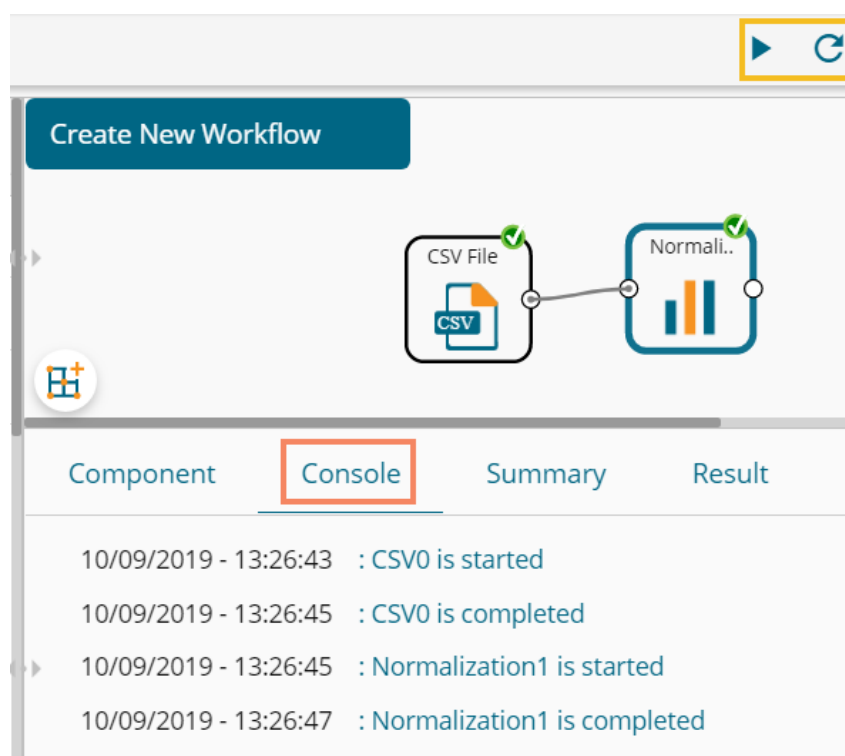 Create New Workflow
CSV File
Normali..
CSV
Component Console Summary Result
10/09/2019 - 13:26:43 : CSV0 is started
10/09/2019 - 13:26:45 : CSV0 is completed
10/09/2019 - 13:26:45 : Normalization1 is started
10/09/2019 - 13:26:47 : Normalization1 is completed